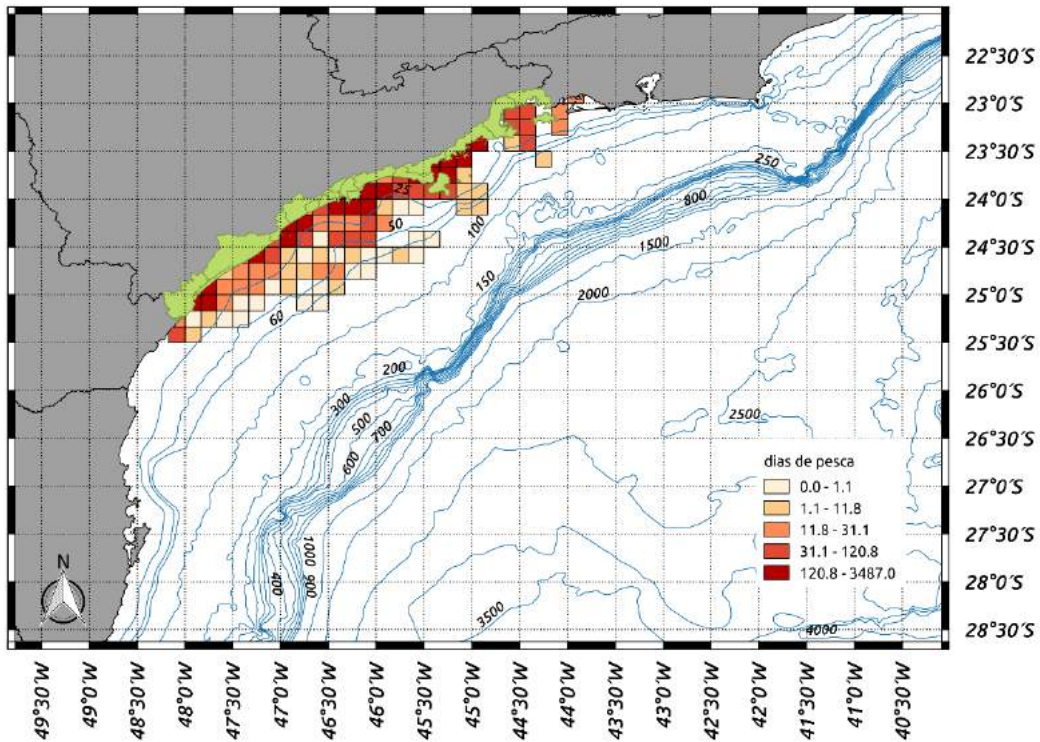 22°30'S
23°0'S
23°30'S
24°0'S
24°30'S
25°0'S
25°30'S
26°0'S
26°30'S
27°0'S
27°30'S
28°0'S
28°30'S
25
50
60
100
150
250
800
1500
2000
200
300
500
700
600
2500
1000
900
400
3500
4000
dias de pesca
0.0 - 1.1
1.1 - 11.8
11.8 - 31.1
31.1 - 120.8
120.8 - 3487.0
N
49°30'W
49°0'W
48°30'W
48°0'W
47°30'W
47°0'W
46°30'W
46°0'W
45°30'W
45°0'W
44°30'W
44°0'W
43°30'W
43°0'W
42°30'W
42°0'W
41°30'W
41°0'W
40°30'W